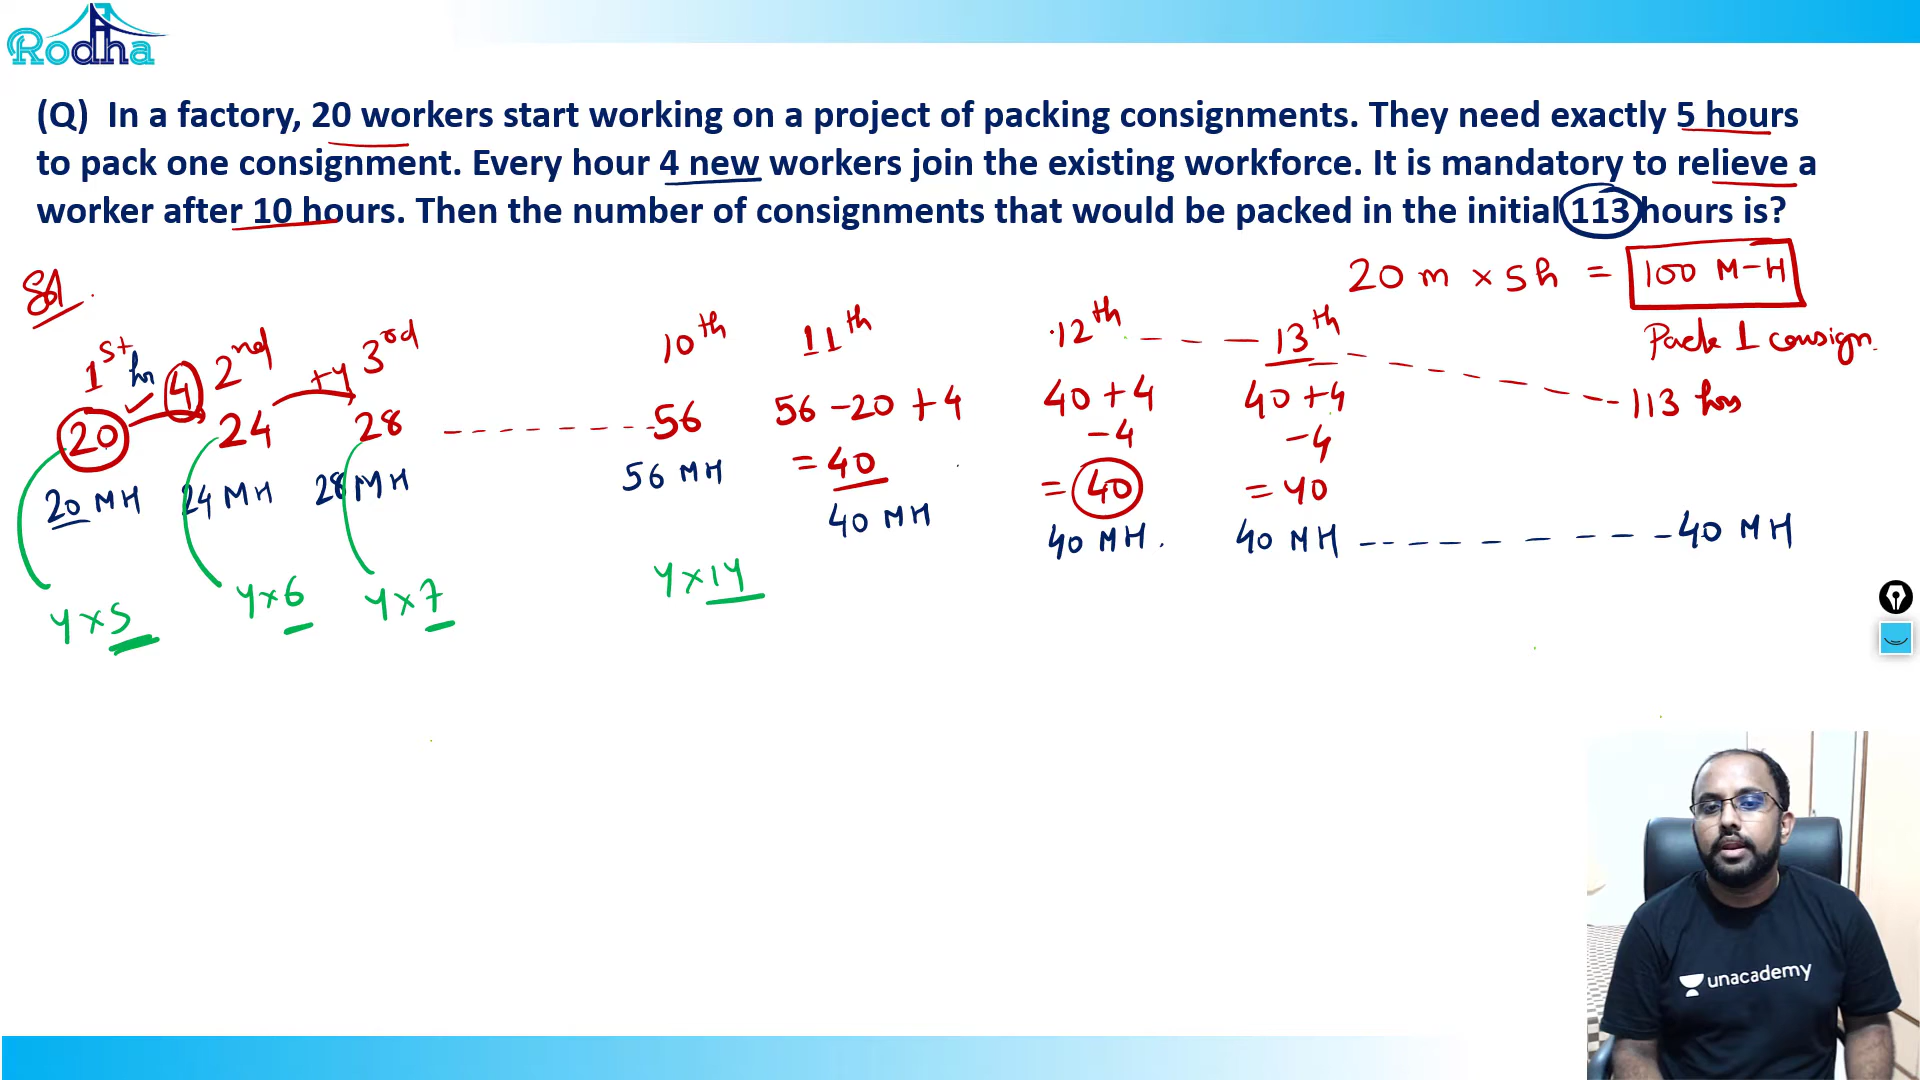 Rodha
(Q) In a factory, 20 workers start working on a project of packing consignments. They need exactly 5 hours
to pack one consignment. Every hour 4 new workers join the existing workforce. It is mandatory to relieve a
worker after 10 hours. Then the number of consignments that would be packed in the initial 113 hours is?
Sol.
20 m × 5h = 100 M-H
Pack 1 consign.
1st hr 2nd 3rd 10th 11th 12th - - - 13th - - - 113 hrs
20 4 24 +4 28 - - - 56 56 - 20 + 4 40 + 4 40 + 4
- 4 - 4
= 40 = 40 = 40
20 MH 24 MH 28 MH 56 MH 40 MH 40 MH. 40 MH - - - 40 MH
4 × 5 4 × 6 4 × 7 4 × 14
unacademy